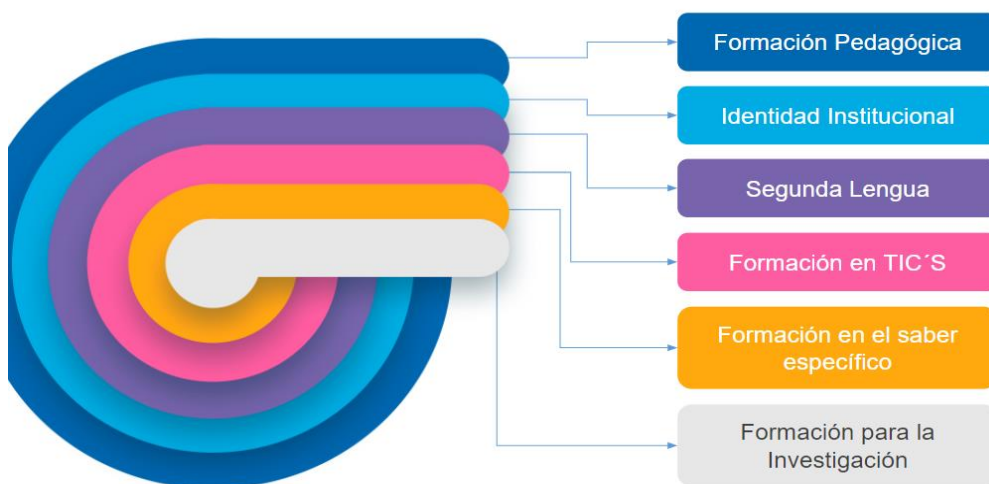 Formación Pedagógica
Identidad Institucional
Segunda Lengua
Formación en TIC´S
Formación en el saber
específico
Formación para la
Investigación